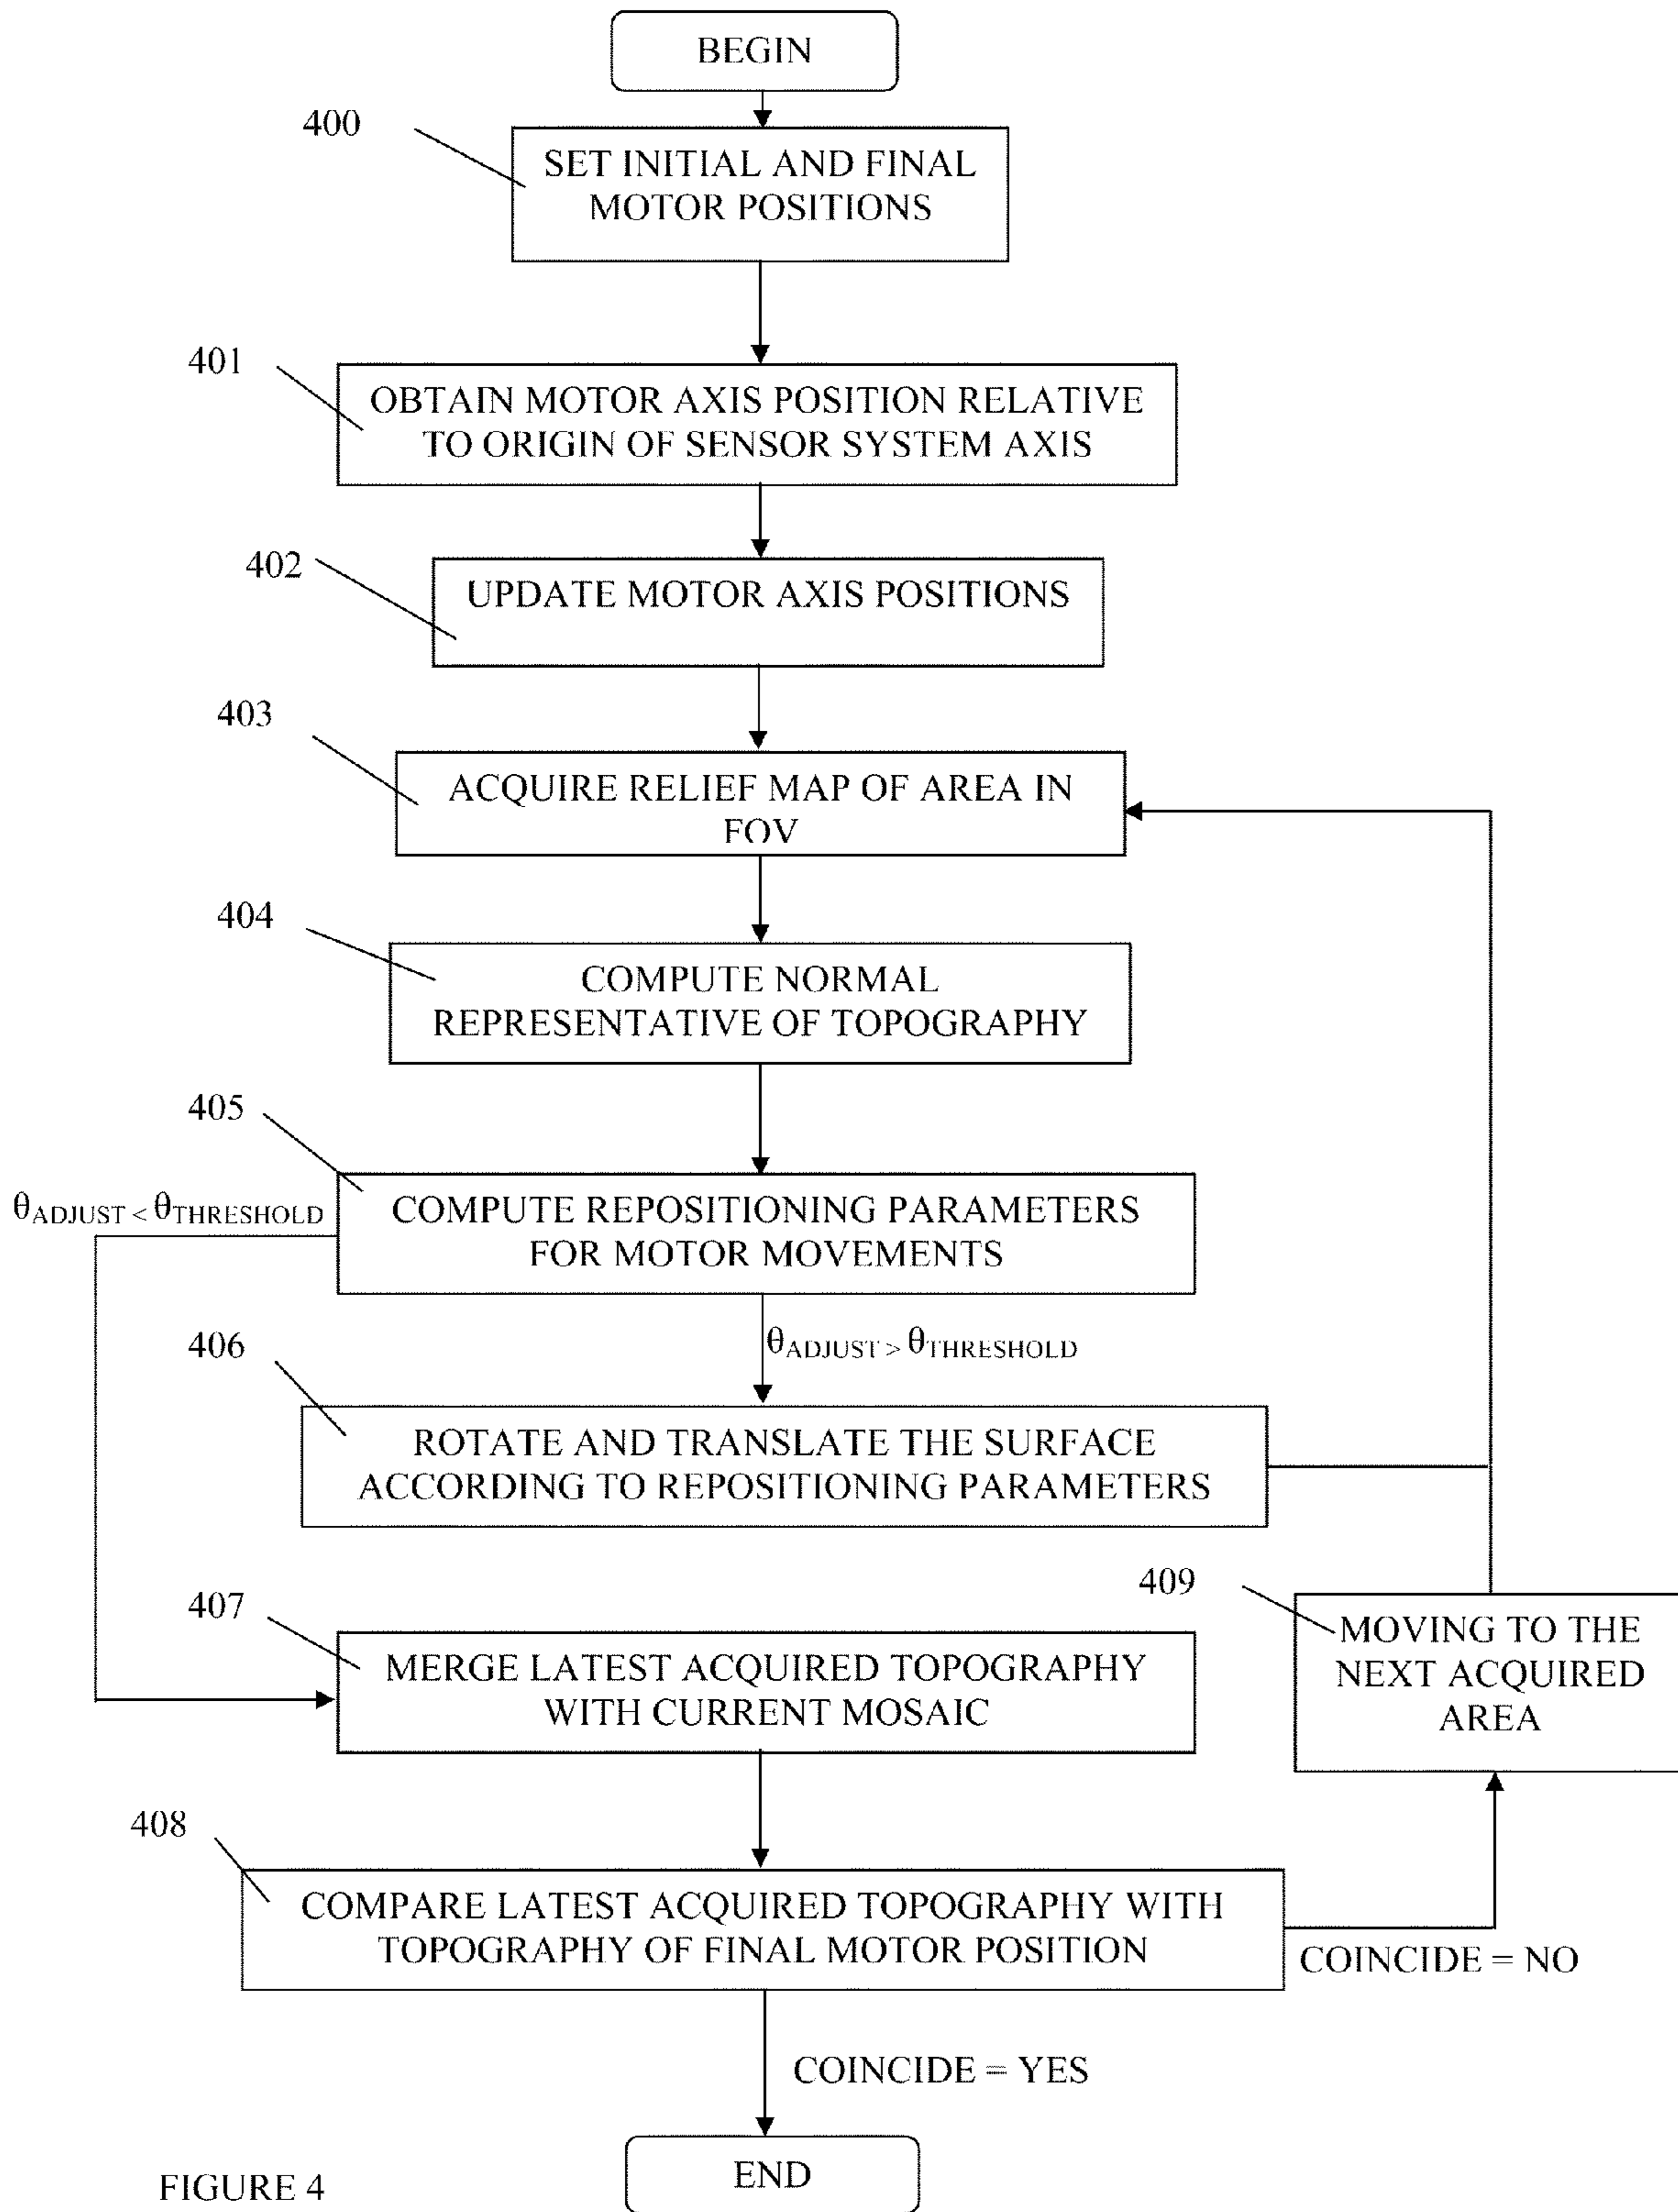 BEGIN
400
SET INITIAL AND FINAL
MOTOR POSITIONS
401
OBTAIN MOTOR AXIS POSITION RELATIVE
TO ORIGIN OF SENSOR SYSTEM AXIS
402
UPDATE MOTOR AXIS POSITIONS
403
ACQUIRE RELIEF MAP OF AREA IN
FOV
404
COMPUTE NORMAL
REPRESENTATIVE OF TOPOGRAPHY
405
θADJUST < θTHRESHOLD
COMPUTE REPOSITIONING PARAMETERS
FOR MOTOR MOVEMENTS
406
θADJUST > θTHRESHOLD
ROTATE AND TRANSLATE THE SURFACE
ACCORDING TO REPOSITIONING PARAMETERS
407
MERGE LATEST ACQUIRED TOPOGRAPHY
WITH CURRENT MOSAIC
409
MOVING TO THE
NEXT ACQUIRED
AREA
408
COMPARE LATEST ACQUIRED TOPOGRAPHY WITH
TOPOGRAPHY OF FINAL MOTOR POSITION
COINCIDE = NO
COINCIDE = YES
END
FIGURE 4